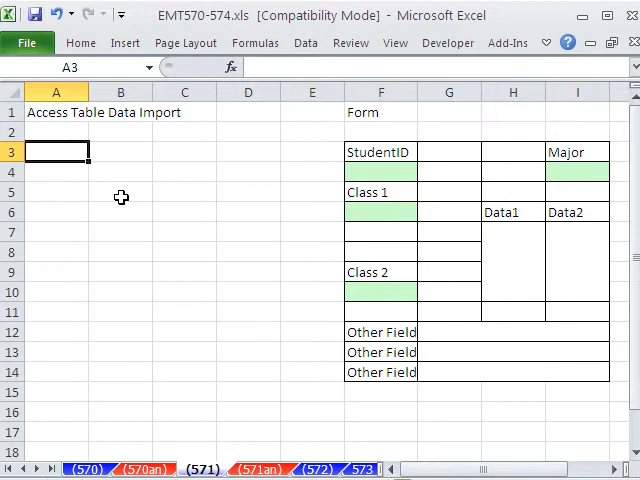 EMT570-574.xls [Compatibility Mode] - Microsoft Excel
File Home Insert Page Layout Formulas Data Review View Developer Add-Ins
A3 fx
A B C D E F G H I
1 Access Table Data Import Form
2
3 StudentID Major
4
5 Class 1
6 Data1 Data2
7
8
9 Class 2
10
11
12 Other Field
13 Other Field
14 Other Field
15
16
17
18
(570) (570an) (571) (571an) (572) 573